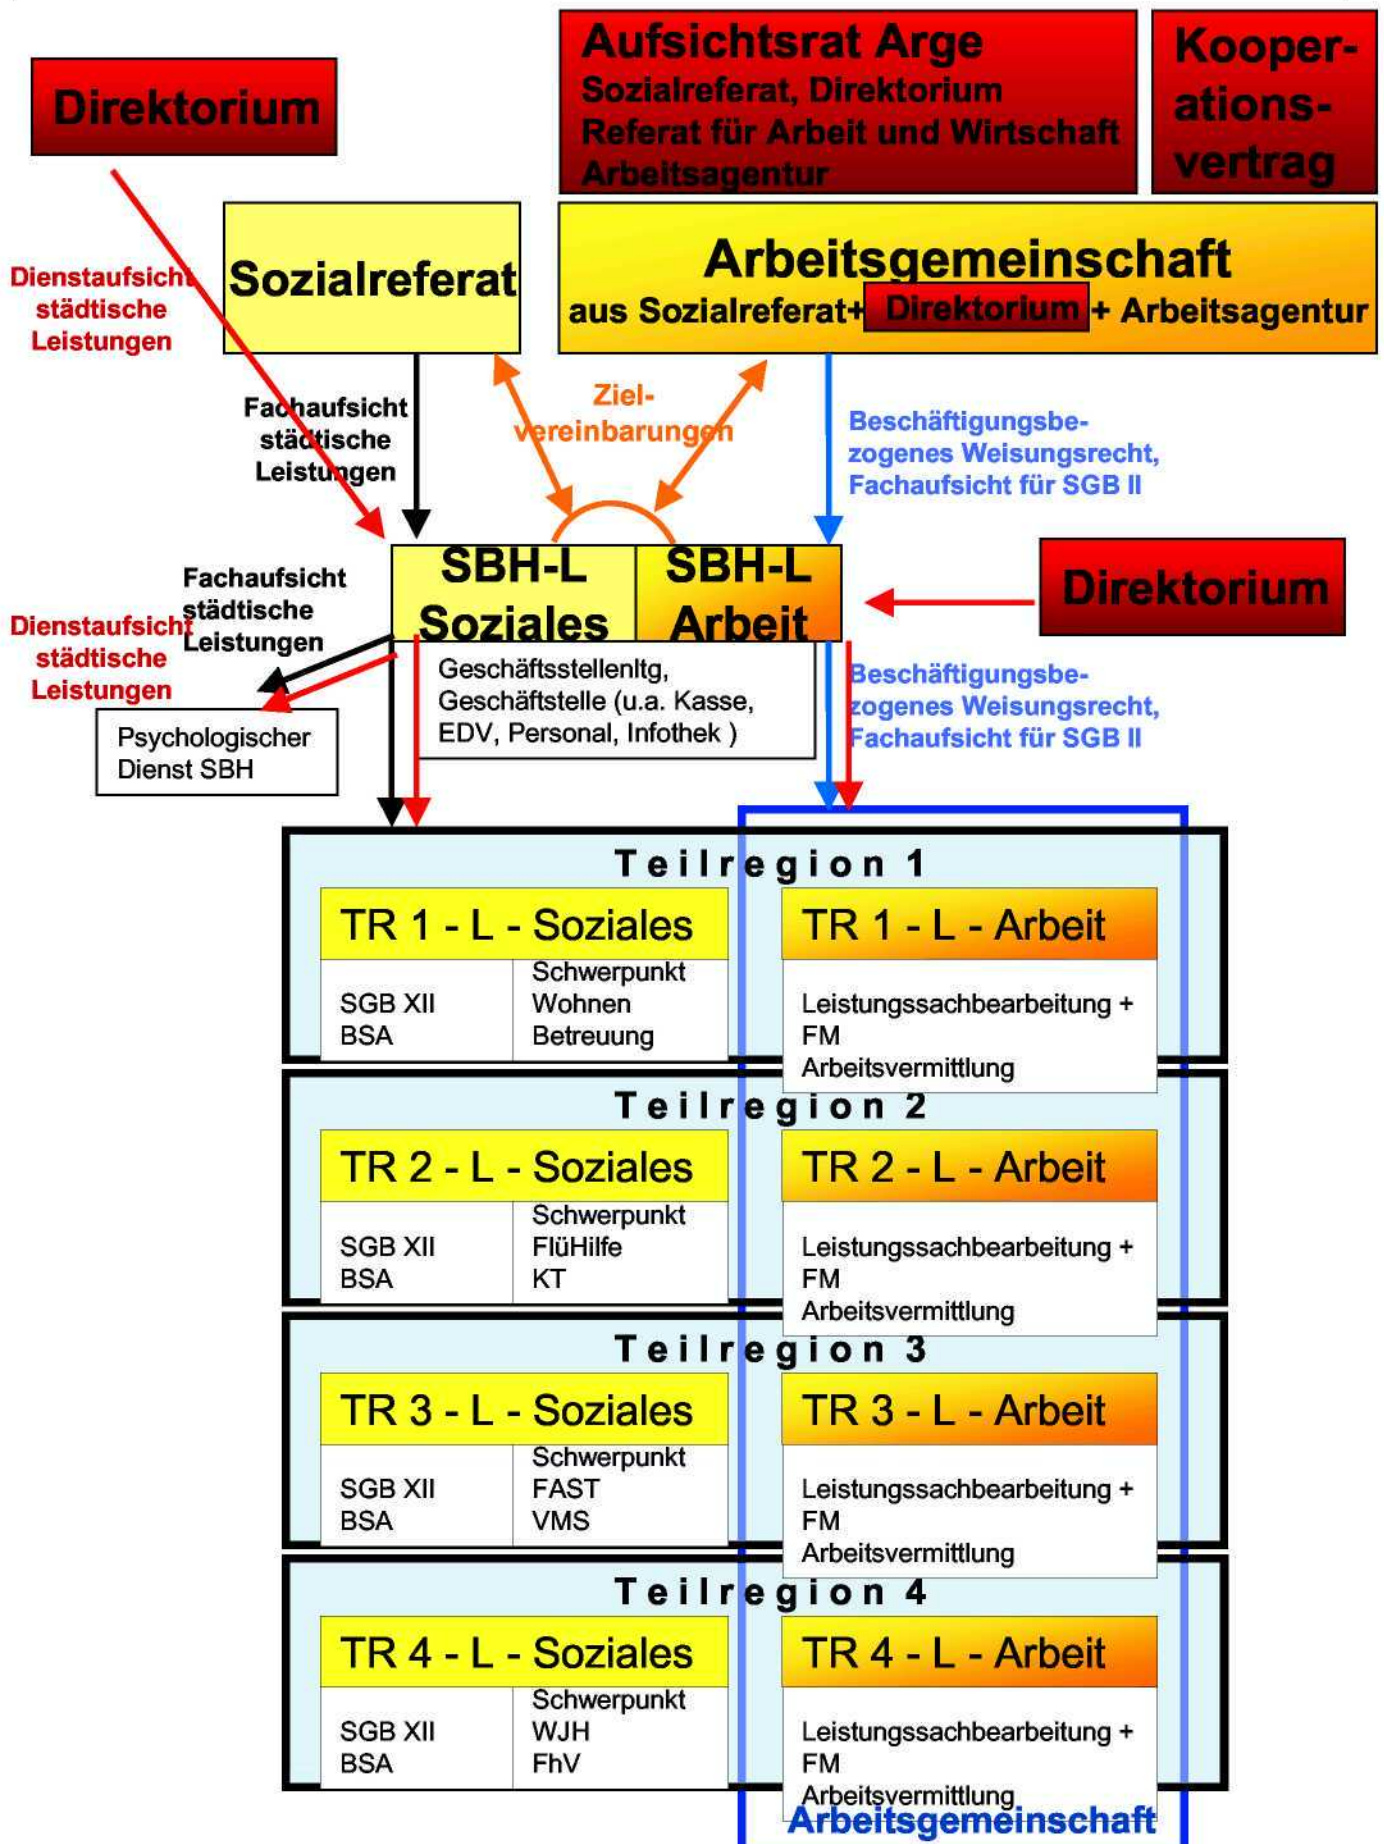 Aufsichtsrat Arge
Sozialreferat, Direktorium
Referat für Arbeit und Wirtschaft
Arbeitsagentur
Kooper-
ations-
vertrag
Direktorium
Sozialreferat
Arbeitsgemeinschaft
aus Sozialreferat+ Direktorium + Arbeitsagentur
Dienstaufsicht
städtische
Leistungen
Fachaufsicht
städtische
Leistungen
Ziel-
vereinbarungen
Beschäftigungsbe-
zogenes Weisungsrecht,
Fachaufsicht für SGB II
SBH-L
Soziales
SBH-L
Arbeit
Direktorium
Fachaufsicht
städtische
Leistungen
Dienstaufsicht
städtische
Leistungen
Geschäftsstellenltg,
Geschäftstelle (u.a. Kasse,
EDV, Personal, Infothek )
Beschäftigungsbe-
zogenes Weisungsrecht,
Fachaufsicht für SGB II
Psychologischer
Dienst SBH
Teilregion 1
TR 1 - L - Soziales
SGB XII
BSA
Schwerpunkt
Wohnen
Betreuung
TR 1 - L - Arbeit
Leistungssachbearbeitung +
FM
Arbeitsvermittlung
Teilregion 2
TR 2 - L - Soziales
SGB XII
BSA
Schwerpunkt
FlüHilfe
KT
TR 2 - L - Arbeit
Leistungssachbearbeitung +
FM
Arbeitsvermittlung
Teilregion 3
TR 3 - L - Soziales
SGB XII
BSA
Schwerpunkt
FAST
VMS
TR 3 - L - Arbeit
Leistungssachbearbeitung +
FM
Arbeitsvermittlung
Teilregion 4
TR 4 - L - Soziales
SGB XII
BSA
Schwerpunkt
WJH
FhV
TR 4 - L - Arbeit
Leistungssachbearbeitung +
FM
Arbeitsvermittlung
Arbeitsgemeinschaft